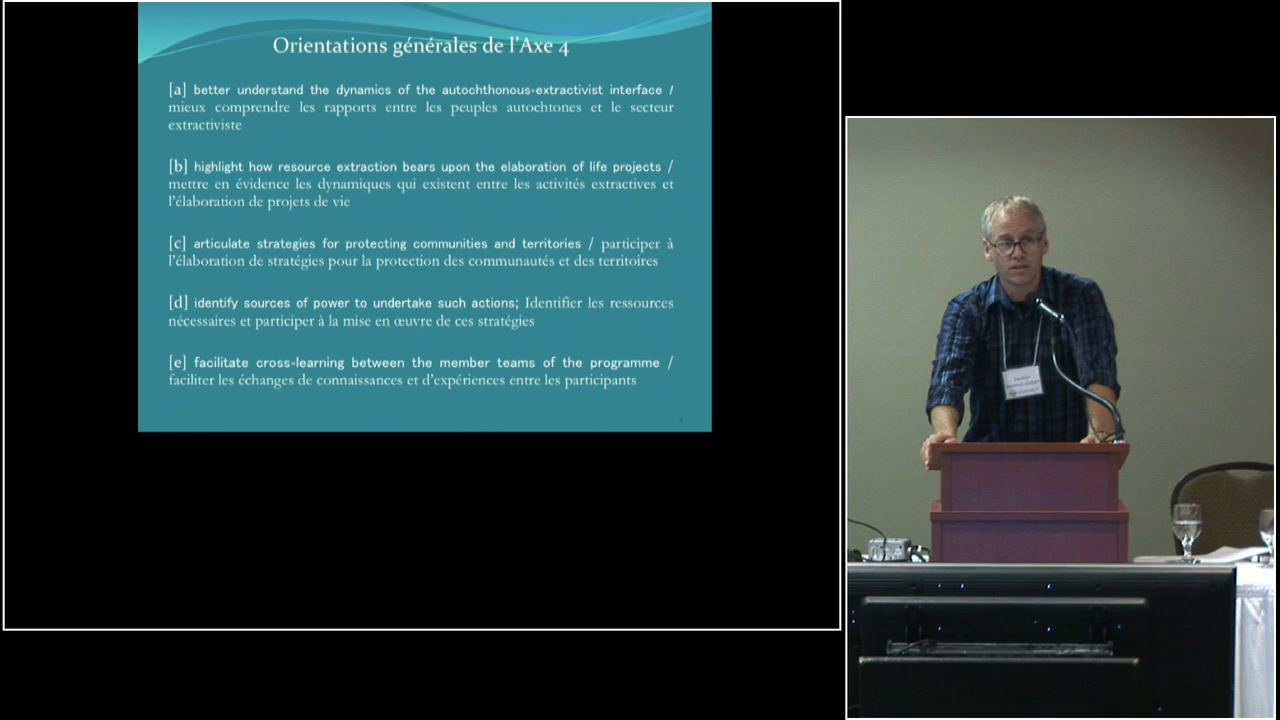 Orientations générales de l'Axe 4
[a] better understand the dynamics of the autochthonous-extractivist interface /
mieux comprendre les rapports entre les peuples autochtones et le secteur
extractiviste
[b] highlight how resource extraction bears upon the elaboration of life projects /
mettre en évidence les dynamiques qui existent entre les activités extractives et
l'élaboration de projets de vie
[c] articulate strategies for protecting communities and territories / participer à
l'élaboration de stratégies pour la protection des communautés et des territoires
[d] identify sources of power to undertake such actions; Identifier les ressources
nécessaires et participer à la mise en œuvre de ces stratégies
[e] facilitate cross-learning between the member teams of the programme /
faciliter les échanges de connaissances et d'expériences entre les participants